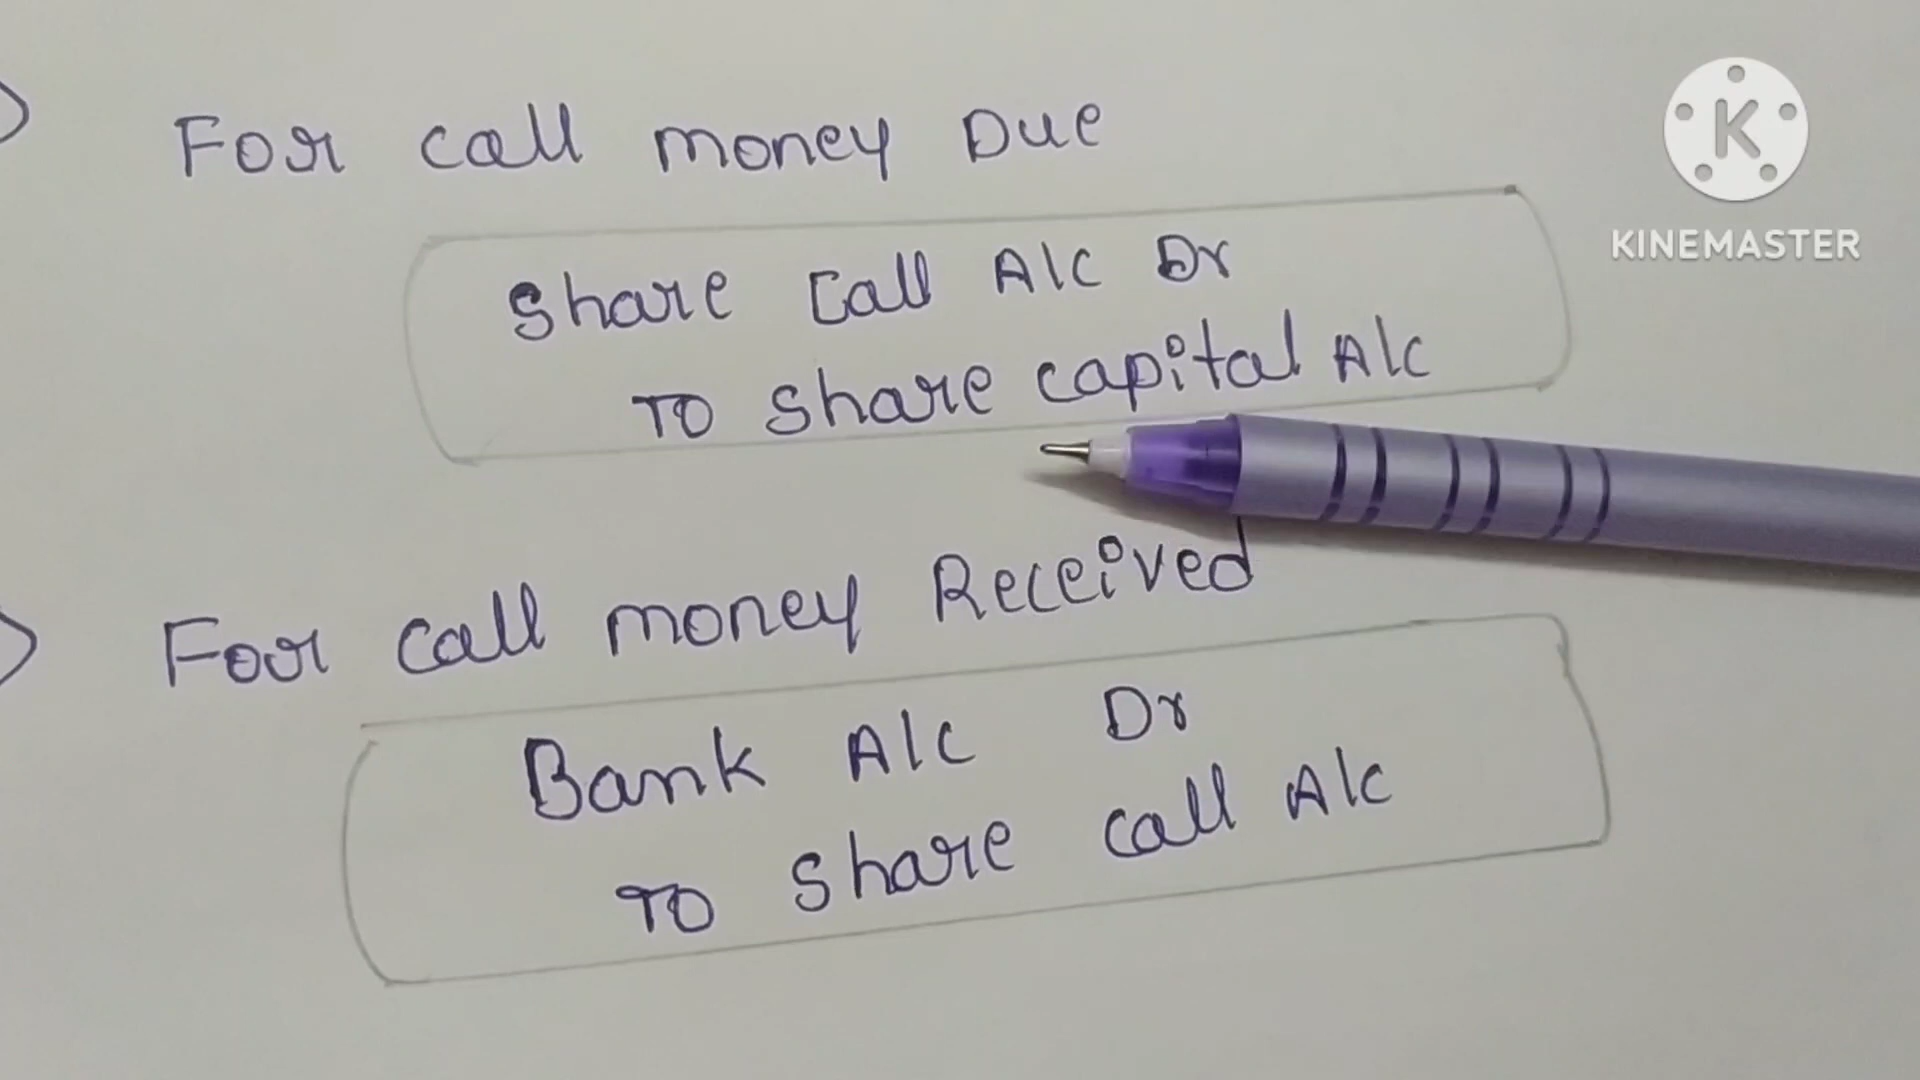 For call money Due
KINEMASTER
Share Call A/c Dr
To share capital A/c
For call money Received
Bank A/c Dr
To share call A/c